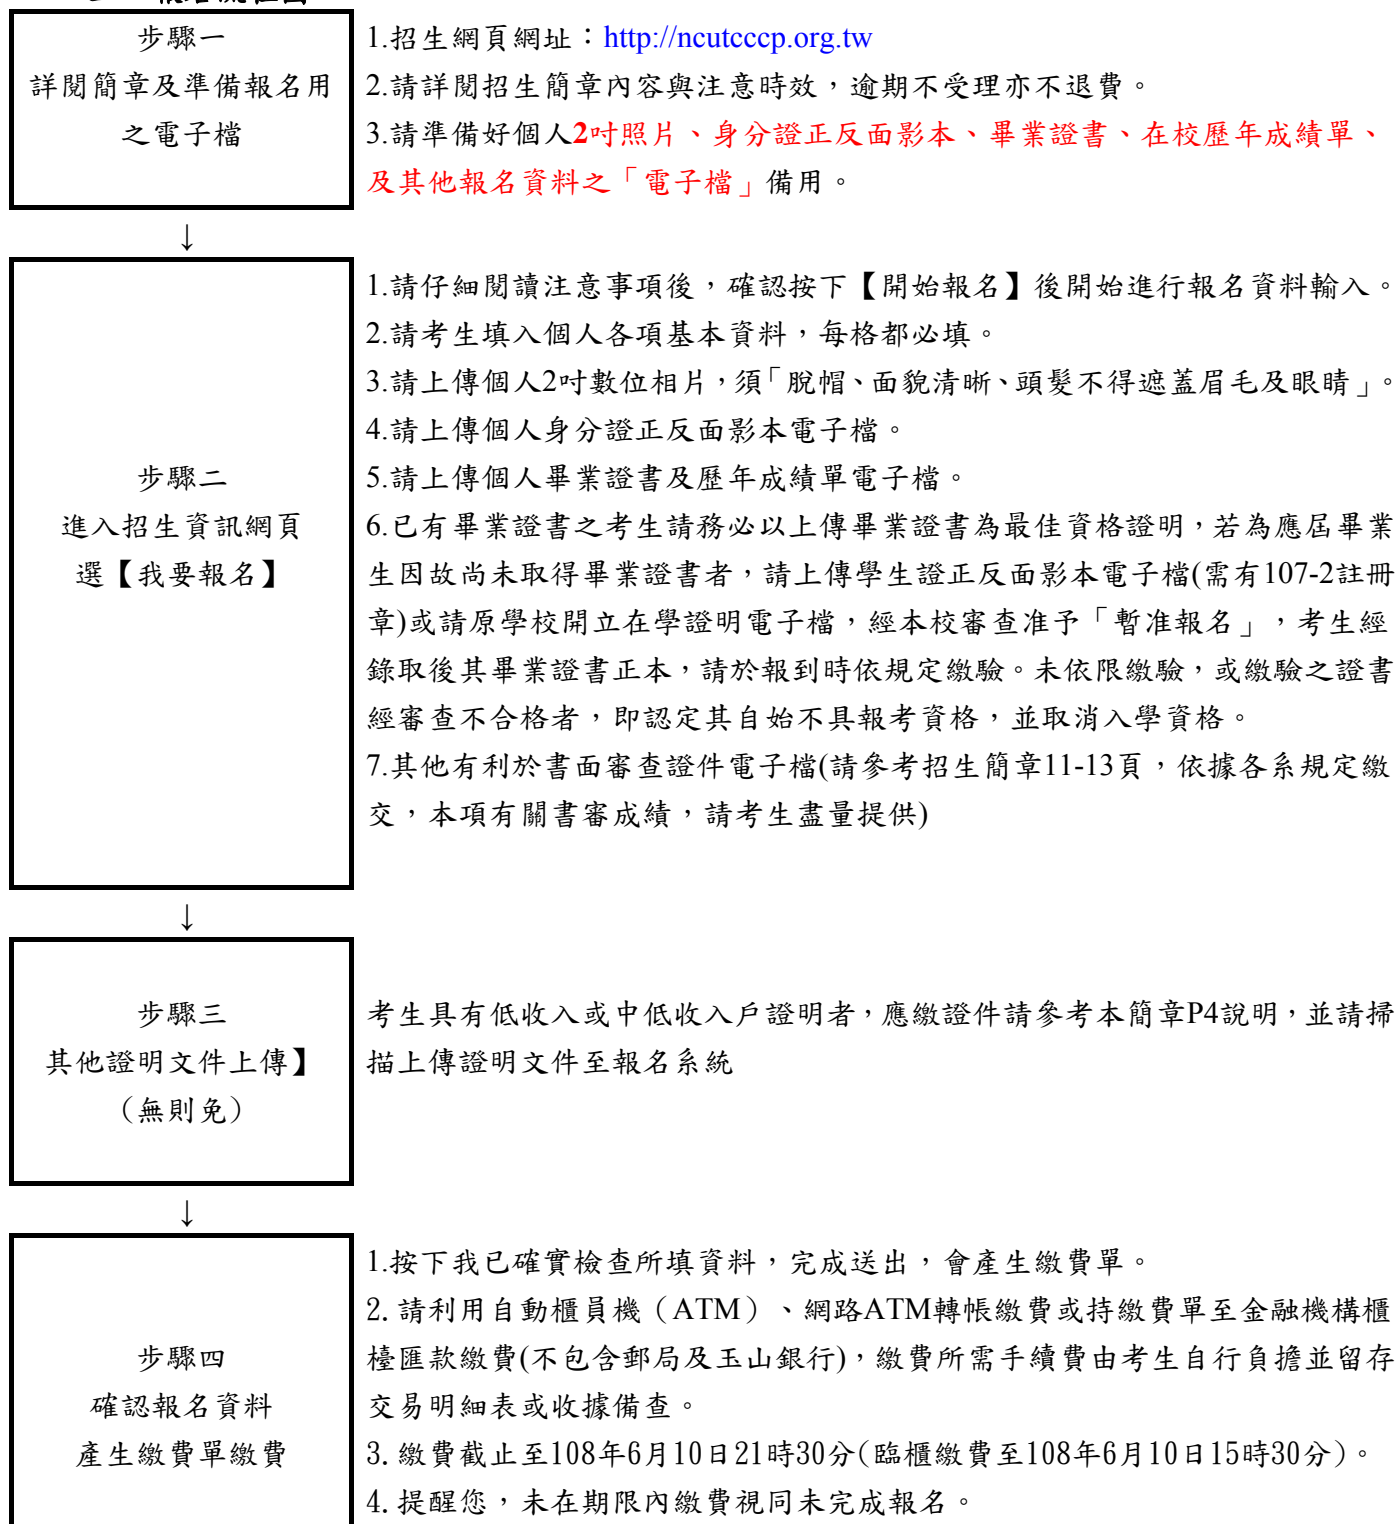 步驟一
詳閱簡章及準備報名用
之電子檔
1.招生網頁網址：http://ncutcccp.org.tw
2.請詳閱招生簡章內容與注意時效，逾期不受理亦不退費。
3.請準備好個人2吋照片、身分證正反面影本、畢業證書、在校歷年成績單、
及其他報名資料之「電子檔」備用。
↓
步驟二
進入招生資訊網頁
選【我要報名】
1.請仔細閱讀注意事項後，確認按下【開始報名】後開始進行報名資料輸入。
2.請考生填入個人各項基本資料，每格都必填。
3.請上傳個人2吋數位相片，須「脫帽、面貌清晰、頭髮不得遮蓋眉毛及眼睛」。
4.請上傳個人身分證正反面影本電子檔。
5.請上傳個人畢業證書及歷年成績單電子檔。
6.已有畢業證書之考生請務必以上傳畢業證書為最佳資格證明，若為應屆畢業
生因故尚未取得畢業證書者，請上傳學生證正反面影本電子檔(需有107-2註冊
章)或請原學校開立在學證明電子檔，經本校審查准予「暫准報名」，考生經
錄取後其畢業證書正本，請於報到時依規定繳驗。未依限繳驗，或繳驗之證書
經審查不合格者，即認定其自始不具報考資格，並取消入學資格。
7.其他有利於書面審查證件電子檔(請參考招生簡章11-13頁，依據各系規定繳
交，本項有關書審成績，請考生盡量提供)
↓
步驟三
其他證明文件上傳】
（無則免）
考生具有低收入或中低收入戶證明者，應繳證件請參考本簡章P4說明，並請掃
描上傳證明文件至報名系統
↓
步驟四
確認報名資料
產生繳費單繳費
1.按下我已確實檢查所填資料，完成送出，會產生繳費單。
2.請利用自動櫃員機（ATM）、網路ATM轉帳繳費或持繳費單至金融機構櫃
檯匯款繳費(不包含郵局及玉山銀行)，繳費所需手續費由考生自行負擔並留存
交易明細表或收據備查。
3.繳費截止至108年6月10日21時30分(臨櫃繳費至108年6月10日15時30分)。
4.提醒您，未在期限內繳費視同未完成報名。